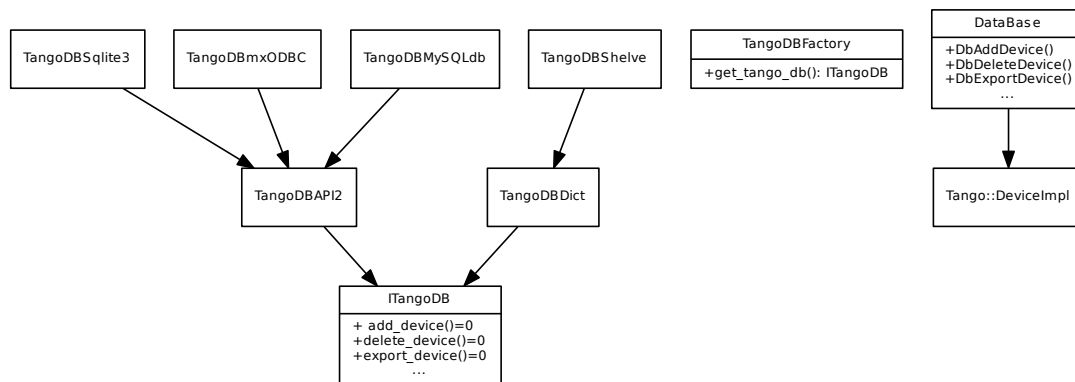 TangoDBSqlite3
TangoDBmxODBC
TangoDBMySQLdb
TangoDBShelve
TangoDBFactory
+get_tango_db(): ITangoDB
DataBase
+DbAddDevice()
+DbDeleteDevice()
+DbExportDevice()
...
TangoDBAPI2
TangoDBDict
Tango::DeviceImpl
ITangoDB
+ add_device()=0
+delete_device()=0
+export_device()=0
...